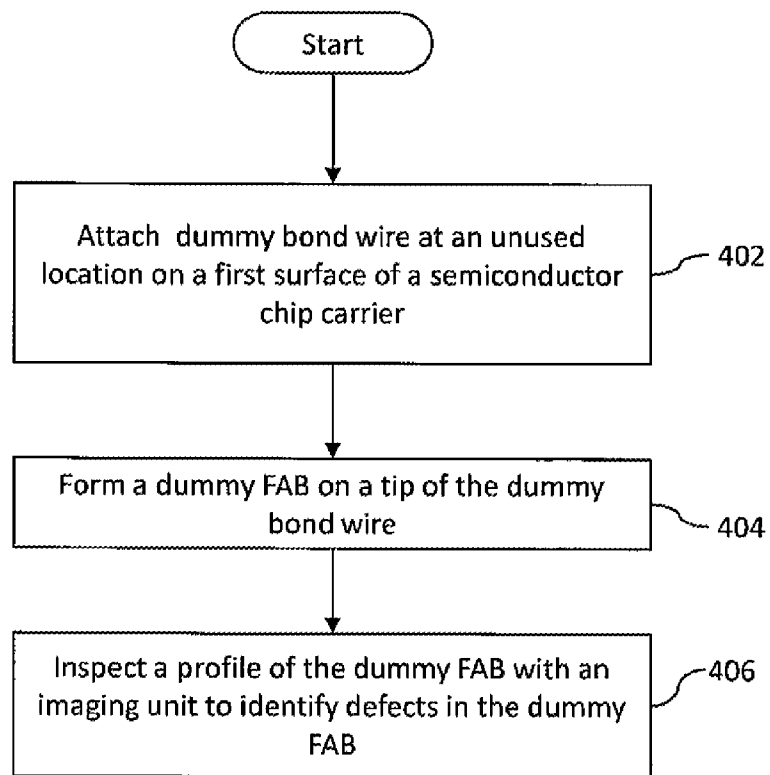 Start
Attach dummy bond wire at an unused
location on a first surface of a semiconductor
chip carrier
402
Form a dummy FAB on a tip of the dummy
bond wire
404
Inspect a profile of the dummy FAB with an
imaging unit to identify defects in the dummy
FAB
406